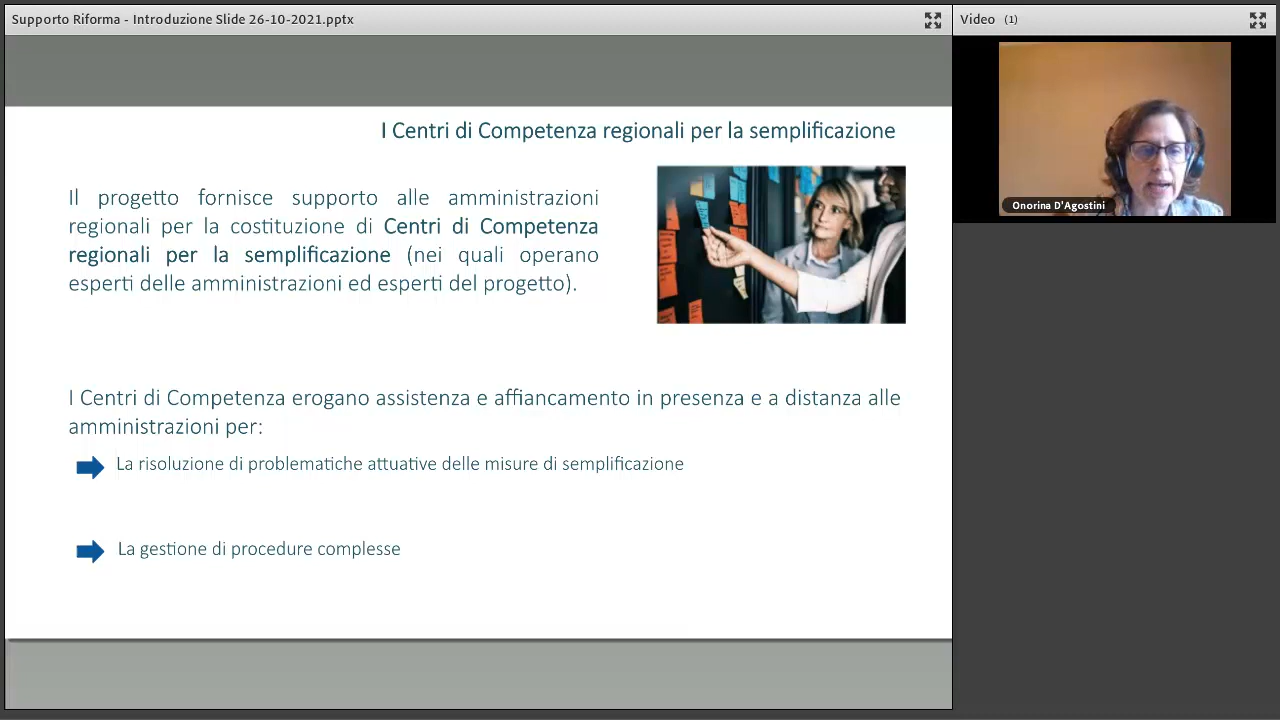 Supporto Riforma - Introduzione Slide 26-10-2021.pptx
Video (1)
I Centri di Competenza regionali per la semplificazione
Il progetto fornisce supporto alle amministrazioni
regionali per la costituzione di Centri di Competenza
regionali per la semplificazione (nei quali operano
esperti delle amministrazioni ed esperti del progetto).
Onorina D'Agostini
I Centri di Competenza erogano assistenza e affiancamento in presenza e a distanza alle
amministrazioni per:
La risoluzione di problematiche attuative delle misure di semplificazione
La gestione di procedure complesse